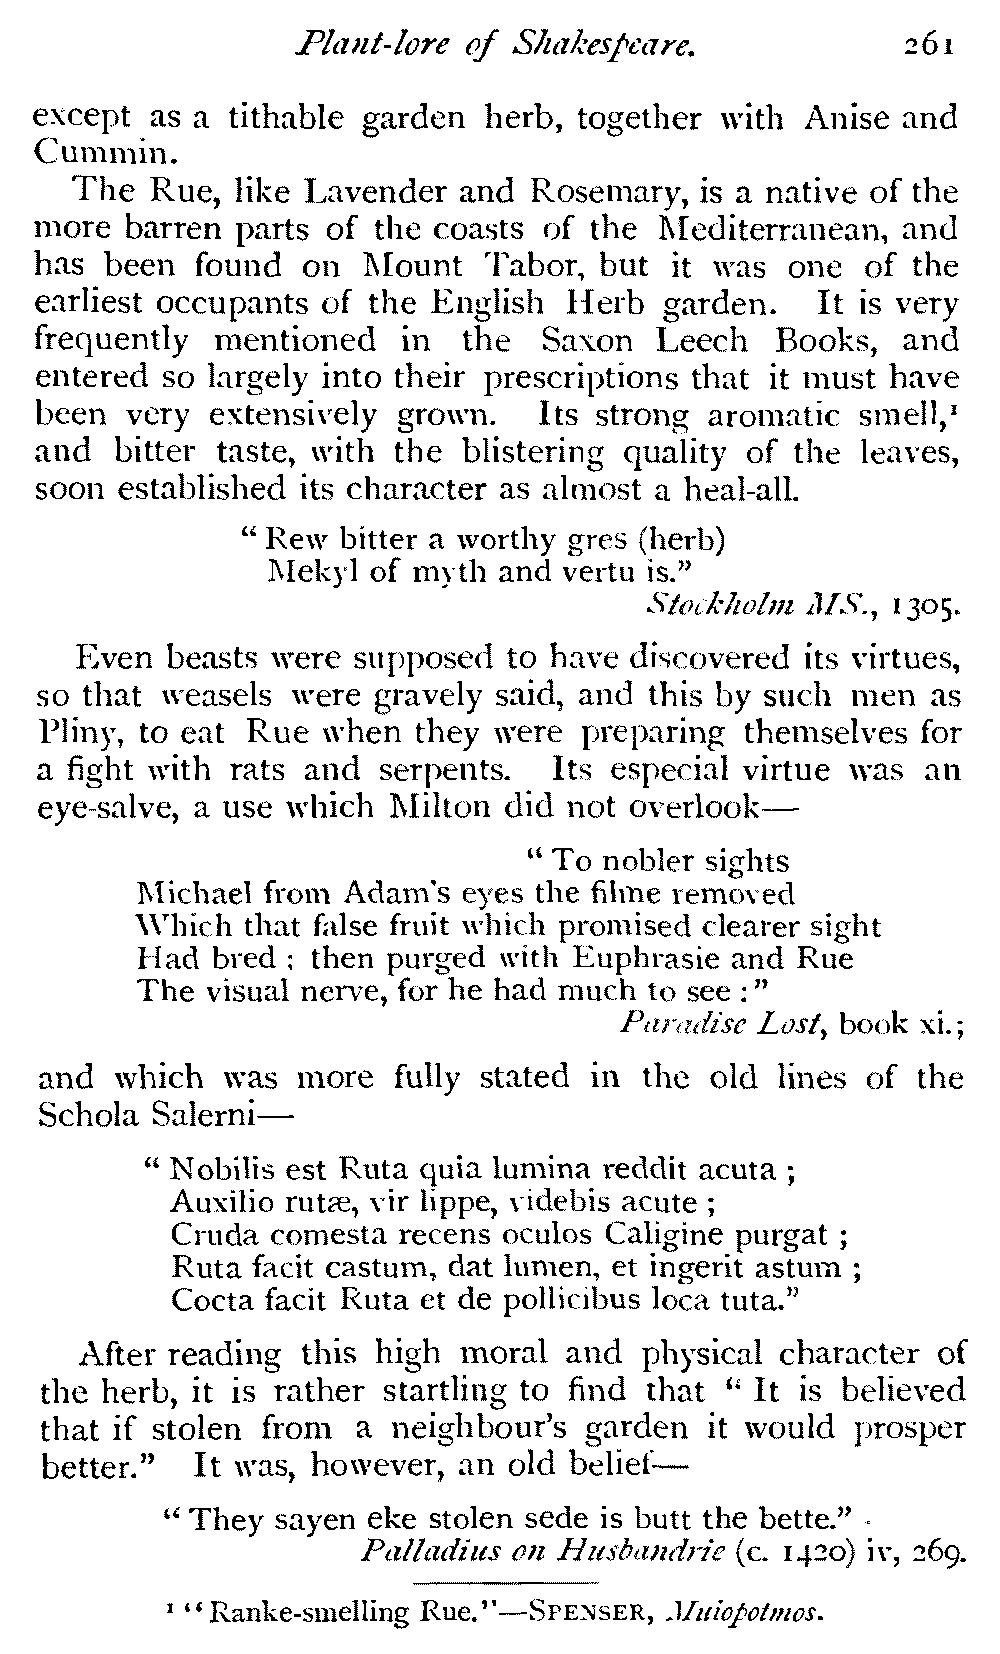 Plant-lore of Shakespeare. 261
except as a tithable garden herb, together with Anise and
Cummin.
The Rue, like Lavender and Rosemary, is a native of the
more barren parts of the coasts of the Mediterranean, and
has been found on Mount Tabor, but it was one of the
earliest occupants of the English Herb garden. It is very
frequently mentioned in the Saxon Leech Books, and
entered so largely into their prescriptions that it must have
been very extensively grown. Its strong aromatic smell,¹
and bitter taste, with the blistering quality of the leaves,
soon established its character as almost a heal-all.
“Rew bitter a worthy gres (herb)
Mekyl of myth and vertu is.”
Stockholm MS., 1305.
Even beasts were supposed to have discovered its virtues,
so that weasels were gravely said, and this by such men as
Pliny, to eat Rue when they were preparing themselves for
a fight with rats and serpents. Its especial virtue was an
eye-salve, a use which Milton did not overlook—
“To nobler sights
Michael from Adam's eyes the filme removed
Which that false fruit which promised clearer sight
Had bred ; then purged with Euphrasie and Rue
The visual nerve, for he had much to see :”
Paradise Lost, book xi.;
and which was more fully stated in the old lines of the
Schola Salerni—
“Nobilis est Ruta quia lumina reddit acuta ;
Auxilio rutæ, vir lippe, videbis acute ;
Cruda comesta recens oculos Caligine purgat ;
Ruta facit castum, dat lumen, et ingerit astum ;
Cocta facit Ruta et de pollicibus loca tuta.”
After reading this high moral and physical character of
the herb, it is rather startling to find that “It is believed
that if stolen from a neighbour's garden it would prosper
better.” It was, however, an old belief—
“They sayen eke stolen sede is butt the bette.”
Palladius on Husbandrie (c. 1420) iv, 269.
¹ “Ranke-smelling Rue.”—SPENSER, Muiopotmos.